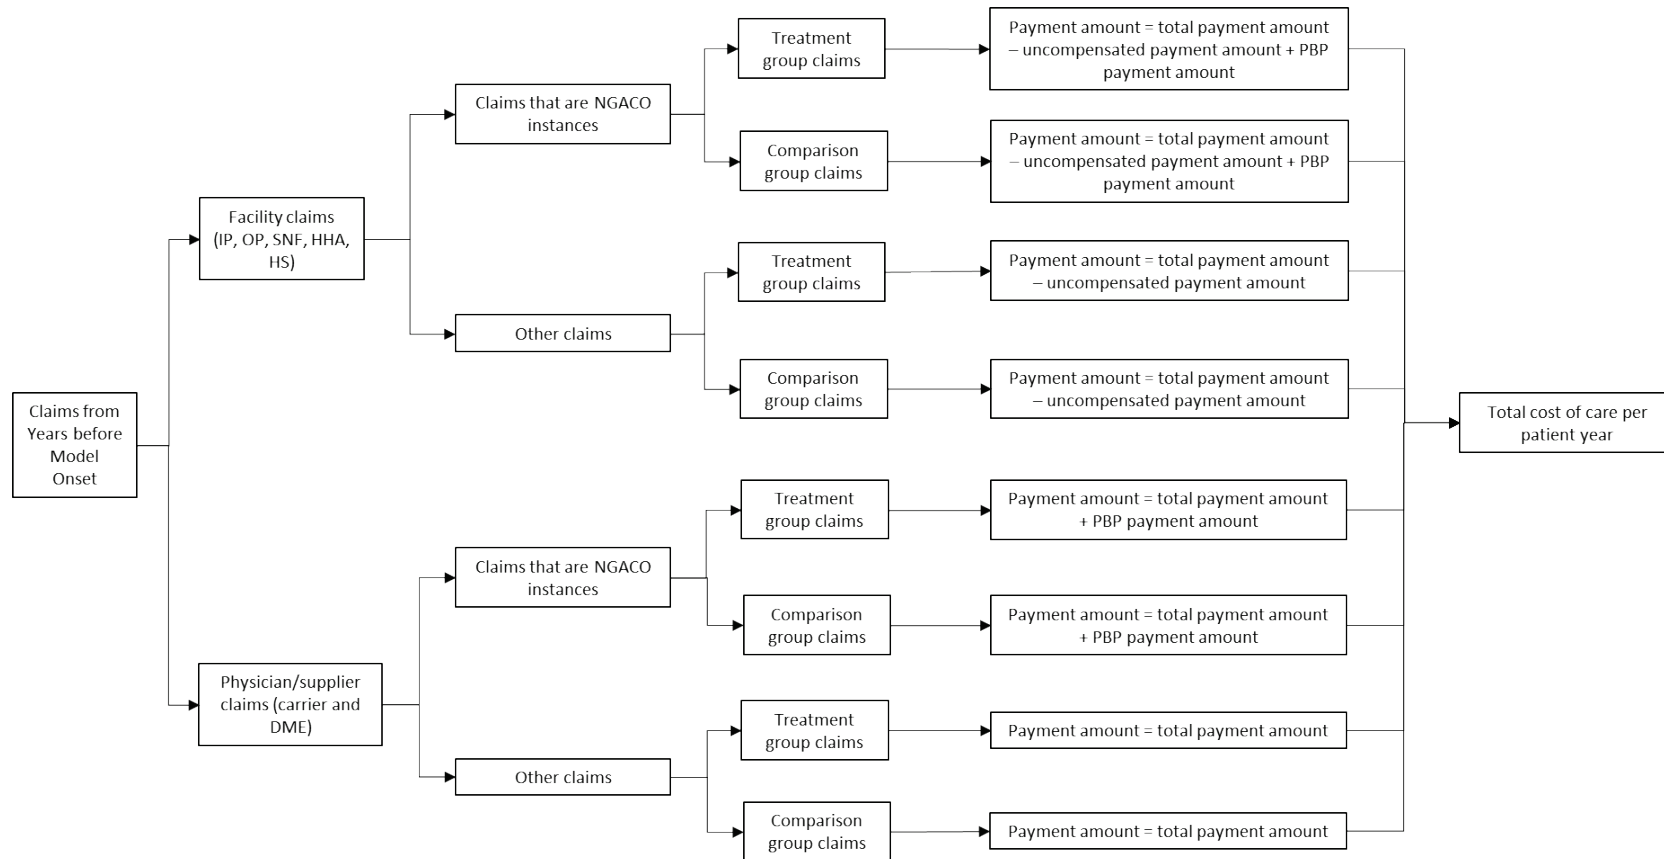 Claims from
Years before
Model
Onset
Facility claims
(IP, OP, SNF, HHA,
HS)
Claims that are NGACO
instances
Treatment
group claims
Payment amount = total payment amount
– uncompensated payment amount + PBP
payment amount
Comparison
group claims
Payment amount = total payment amount
– uncompensated payment amount + PBP
payment amount
Other claims
Treatment
group claims
Payment amount = total payment amount
– uncompensated payment amount
Comparison
group claims
Payment amount = total payment amount
– uncompensated payment amount
Physician/supplier
claims (carrier and
DME)
Claims that are NGACO
instances
Treatment
group claims
Payment amount = total payment amount
+ PBP payment amount
Comparison
group claims
Payment amount = total payment amount
+ PBP payment amount
Other claims
Treatment
group claims
Payment amount = total payment amount
Comparison
group claims
Payment amount = total payment amount
Total cost of care per
patient year